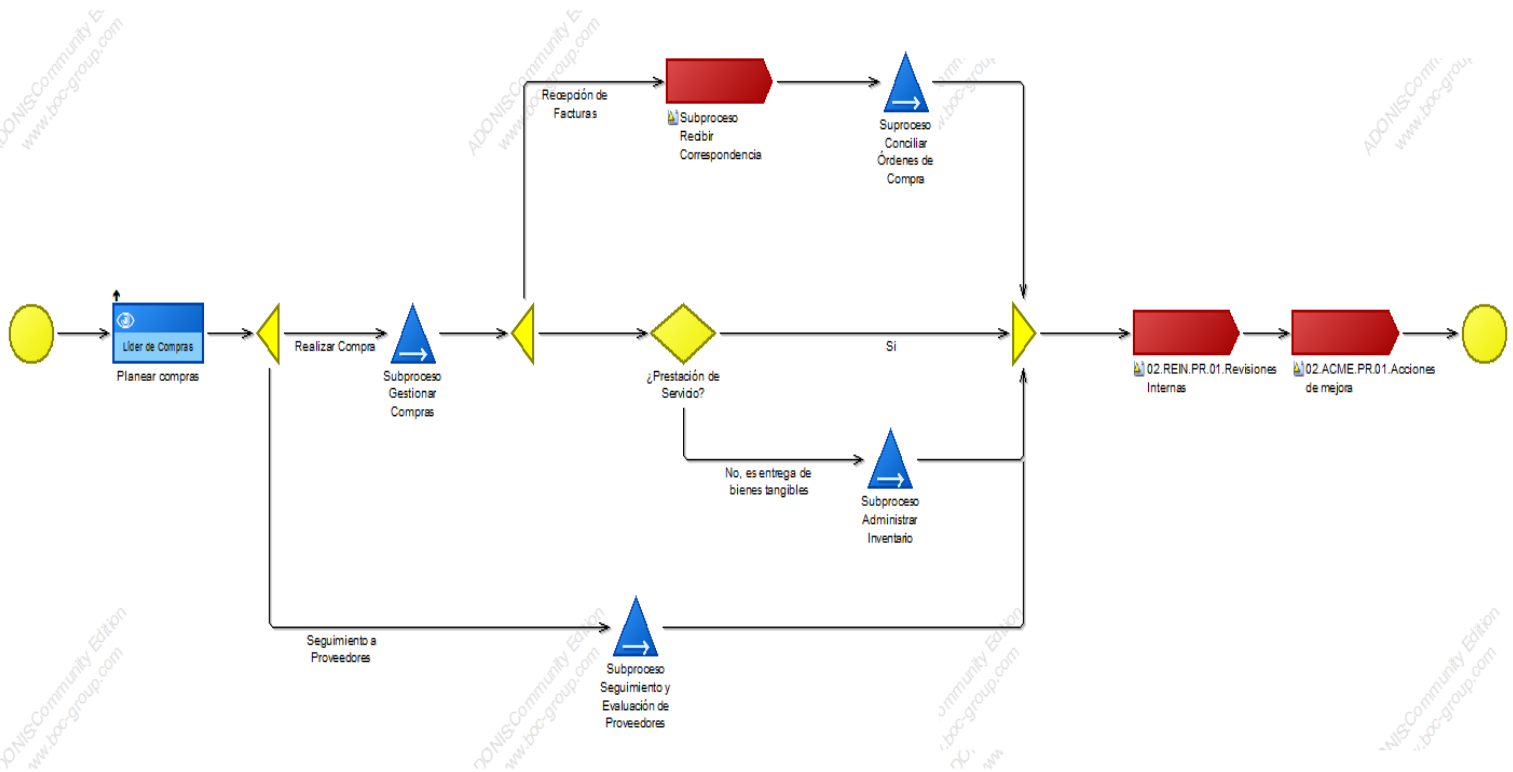 ADONIS:Community Edition
www.boc-group.com
Recepción de
Facturas
Subproceso
Recibir
Correspondencia
Suproceso
Conciliar
Órdenes de
Compra
Líder de Compras
Planear compras
Realizar Compra
Subproceso
Gestionar
Compras
¿Prestación de
Servicio?
Si
02.REIN.PR.01.Revisiones
Internas
02.ACME.PR.01.Acciones
de mejora
No, es entrega de
bienes tangibles
Subproceso
Administrar
Inventario
Seguimiento a
Proveedores
Subproceso
Seguimiento y
Evaluación de
Proveedores